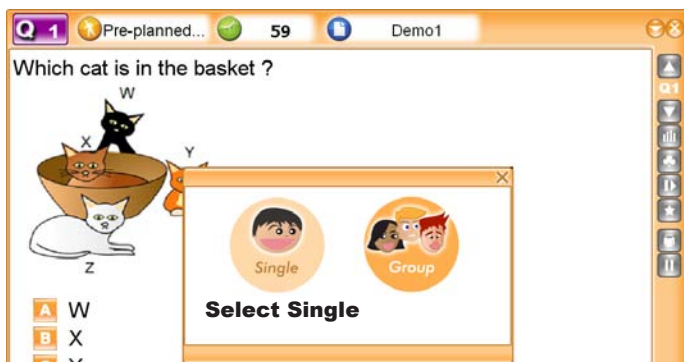 Q 1 Pre-planned... 59 Demo1
Which cat is in the basket ?
Q1
W
X
Y
Z
Single Group
Select Single
A W
B X